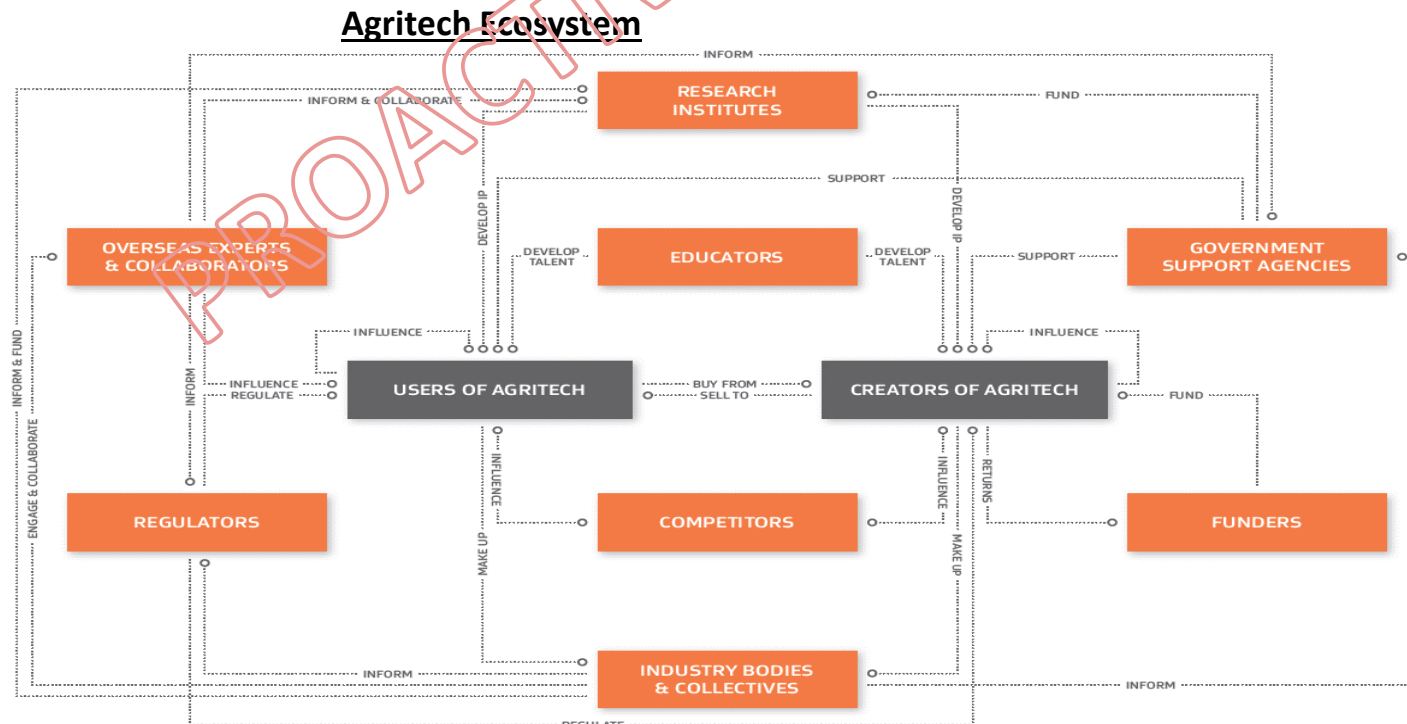 Agritech Ecosystem
INFORM
RESEARCH
INSTITUTES
INFORM & COLLABORATE
FUND
SUPPORT
DEVELOP IP
DEVELOP IP
OVERSEAS EXPERTS
& COLLABORATORS
DEVELOP
TALENT
EDUCATORS
DEVELOP
TALENT
SUPPORT
GOVERNMENT
SUPPORT AGENCIES
INFLUENCE
INFLUENCE
INFORM & FUND
INFORM
INFLUENCE
REGULATE
USERS OF AGRITECH
BUY FROM
SELL TO
CREATORS OF AGRITECH
FUND
ENGAGE & COLLABORATE
INFLUENCE
INFLUENCE
RETURNS
REGULATORS
COMPETITORS
FUNDERS
MAKE UP
MAKE UP
INFORM
INDUSTRY BODIES
& COLLECTIVES
INFORM
REGULATE
PROACTIV